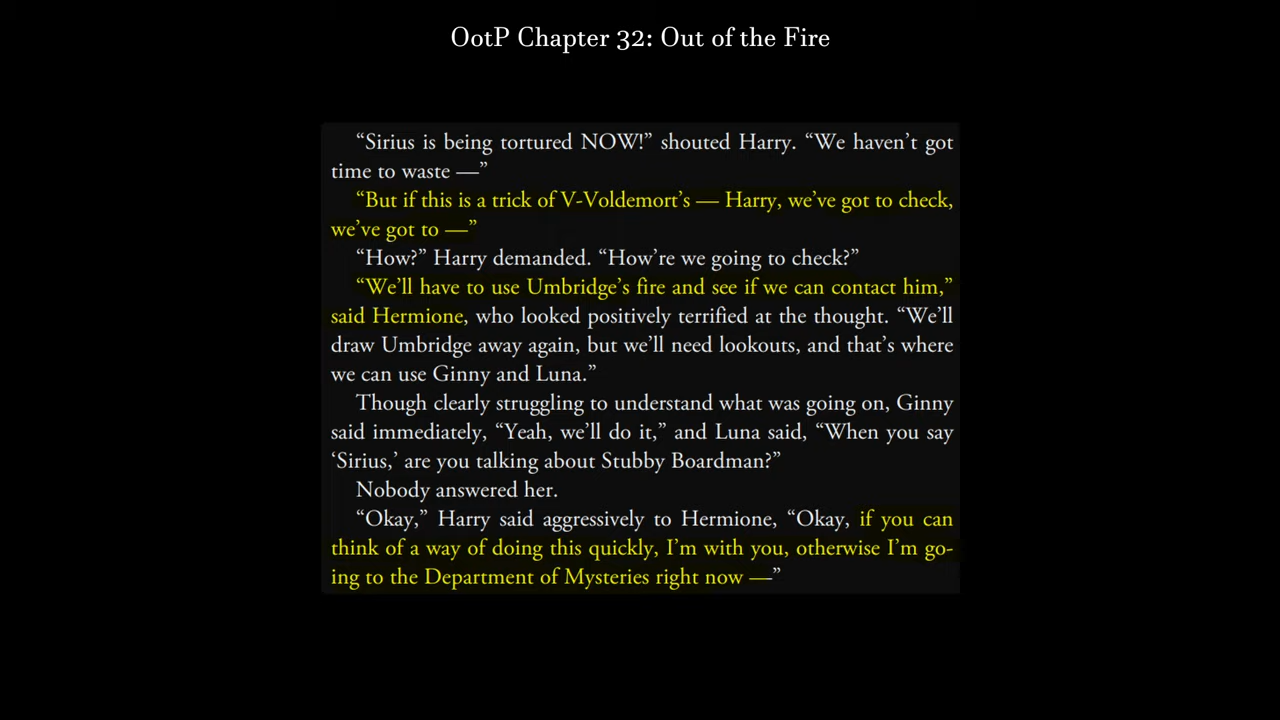 OotP Chapter 32: Out of the Fire
“Sirius is being tortured NOW!” shouted Harry. “We haven’t got
time to waste —”
“But if this is a trick of V-Voldemort’s — Harry, we’ve got to check,
we’ve got to —”
“How?” Harry demanded. “How’re we going to check?”
“We’ll have to use Umbridge’s fire and see if we can contact him,”
said Hermione, who looked positively terrified at the thought. “We’ll
draw Umbridge away again, but we’ll need lookouts, and that’s where
we can use Ginny and Luna.”
Though clearly struggling to understand what was going on, Ginny
said immediately, “Yeah, we’ll do it,” and Luna said, “When you say
‘Sirius,’ are you talking about Stubby Boardman?”
Nobody answered her.
“Okay,” Harry said aggressively to Hermione, “Okay, if you can
think of a way of doing this quickly, I’m with you, otherwise I’m go-
ing to the Department of Mysteries right now —”